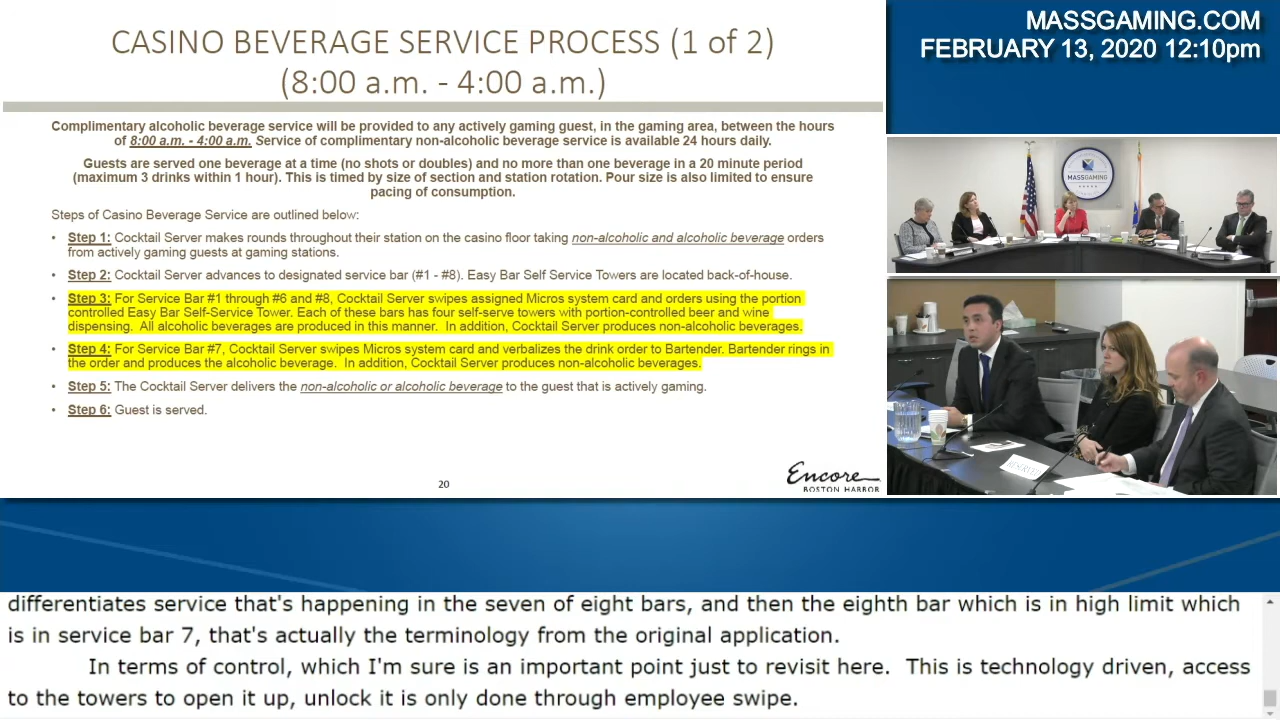 MASSGAMING.COM
FEBRUARY 13, 2020 12:10pm
CASINO BEVERAGE SERVICE PROCESS (1 of 2)
(8:00 a.m. - 4:00 a.m.)
Complimentary alcoholic beverage service will be provided to any actively gaming guest, in the gaming area, between the hours
of 8:00 a.m. - 4:00 a.m. Service of complimentary non-alcoholic beverage service is available 24 hours daily.
Guests are served one beverage at a time (no shots or doubles) and no more than one beverage in a 20 minute period
(maximum 3 drinks within 1 hour). This is timed by size of section and station rotation. Pour size is also limited to ensure
pacing of consumption.
Steps of Casino Beverage Service are outlined below:
• Step 1: Cocktail Server makes rounds throughout their station on the casino floor taking non-alcoholic and alcoholic beverage orders
from actively gaming guests at gaming stations.
• Step 2: Cocktail Server advances to designated service bar (#1 - #8). Easy Bar Self Service Towers are located back-of-house.
• Step 3: For Service Bar #1 through #6 and #8, Cocktail Server swipes assigned Micros system card and orders using the portion
controlled Easy Bar Self-Service Tower. Each of these bars has four self-serve towers with portion-controlled beer and wine
dispensing. All alcoholic beverages are produced in this manner. In addition, Cocktail Server produces non-alcoholic beverages.
• Step 4: For Service Bar #7, Cocktail Server swipes Micros system card and verbalizes the drink order to Bartender. Bartender rings in
the order and produces the alcoholic beverage. In addition, Cocktail Server produces non-alcoholic beverages.
• Step 5: The Cocktail Server delivers the non-alcoholic or alcoholic beverage to the guest that is actively gaming.
• Step 6: Guest is served.
20
Encore
BOSTON HARBOR
MASSGAMING
RESERVED
differentiates service that's happening in the seven of eight bars, and then the eighth bar which is in high limit which
is in service bar 7, that's actually the terminology from the original application.
In terms of control, which I'm sure is an important point just to revisit here. This is technology driven, access
to the towers to open it up, unlock it is only done through employee swipe.